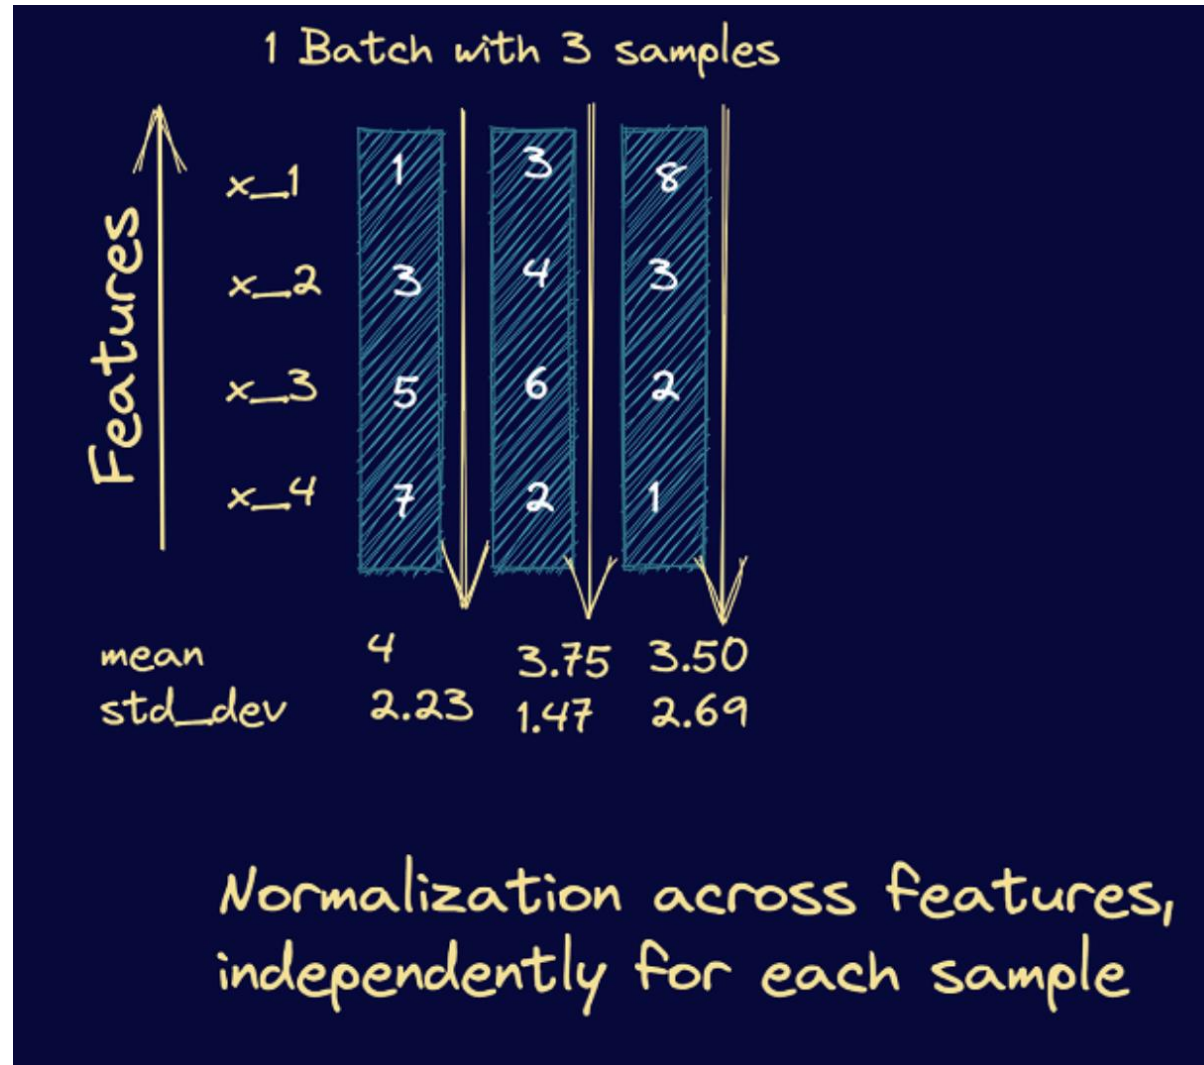 1 Batch with 3 samples
Features
x_1 1 3 8
x_2 3 4 3
x_3 5 6 2
x_4 7 2 1
mean 4 3.75 3.50
std_dev 2.23 1.47 2.69
Normalization across features,
independently for each sample